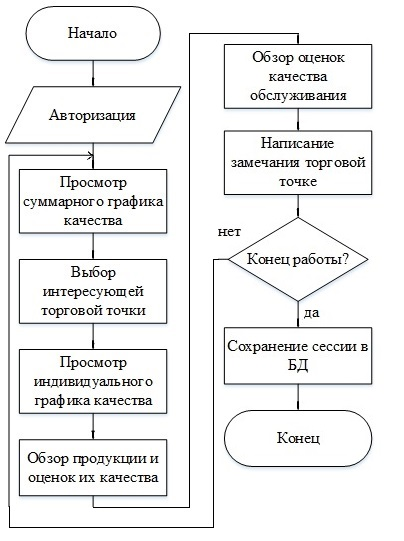 Начало
Авторизация
Просмотр
суммарного графика
качества
Выбор
интересующей
торговой точки
Просмотр
индивидуального
графика качества
Обзор продукции и
оценок их качества
Обзор оценок
качества
обслуживания
Написание
замечания торговой
точке
нет
Конец работы?
да
Сохранение сессии в
БД
Конец